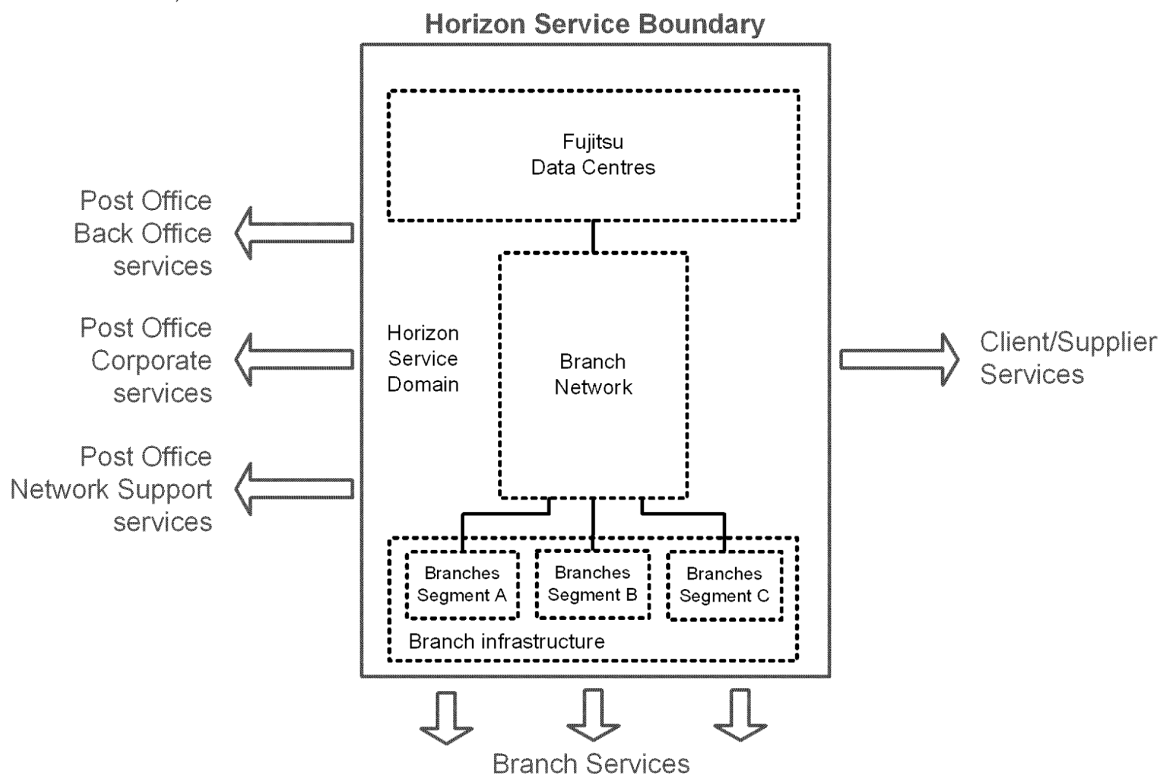 Horizon Service Boundary
Fujitsu
Data Centres
Post Office
Back Office
services
Post Office
Corporate
services
Horizon
Service
Domain
Branch
Network
Client/Supplier
Services
Post Office
Network Support
services
Branches
Segment A
Branches
Segment B
Branches
Segment C
Branch infrastructure
Branch Services